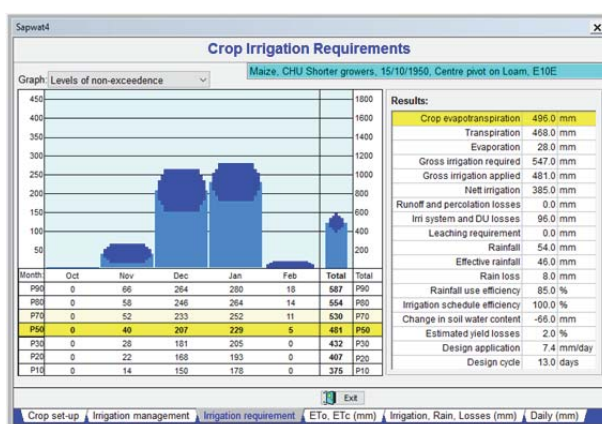 Sapwat4
Crop Irrigation Requirements
Graph: Levels of non-exceedence
Maize, CHU Shorter growers, 15/10/1950, Centre pivot on Loam, E10E
450 1800
400 1600
350 1400
300 1200
250 1000
200 800
150 600
100 400
50 200
Month: Oct Nov Dec Jan Feb Total Total
P90 0 66 264 280 18 587 P90
P80 0 58 246 264 14 554 P80
P70 0 52 233 252 11 530 P70
P50 0 40 207 229 5 481 P50
P30 0 28 181 205 0 432 P30
P20 0 22 168 193 0 407 P20
P10 0 14 150 178 0 375 P10
Results:
Crop evapotranspiration 496.0 mm
Transpiration 468.0 mm
Evaporation 28.0 mm
Gross irrigation required 547.0 mm
Gross irrigation applied 481.0 mm
Nett irrigation 385.0 mm
Runoff and percolation losses 0.0 mm
Irri system and DU losses 96.0 mm
Leaching requirement 0.0 mm
Rainfall 54.0 mm
Effective rainfall 46.0 mm
Rain loss 8.0 mm
Rainfall use efficiency 85.0 %
Irrigation schedule efficiency 100.0 %
Change in soil water content -66.0 mm
Estimated yield losses 2.0 %
Design application 7.4 mm/day
Design cycle 13.0 days
Exit
Crop set-up Irrigation management Irrigation requirement ETo, ETc (mm) Irrigation, Rain, Losses (mm) Daily (mm)